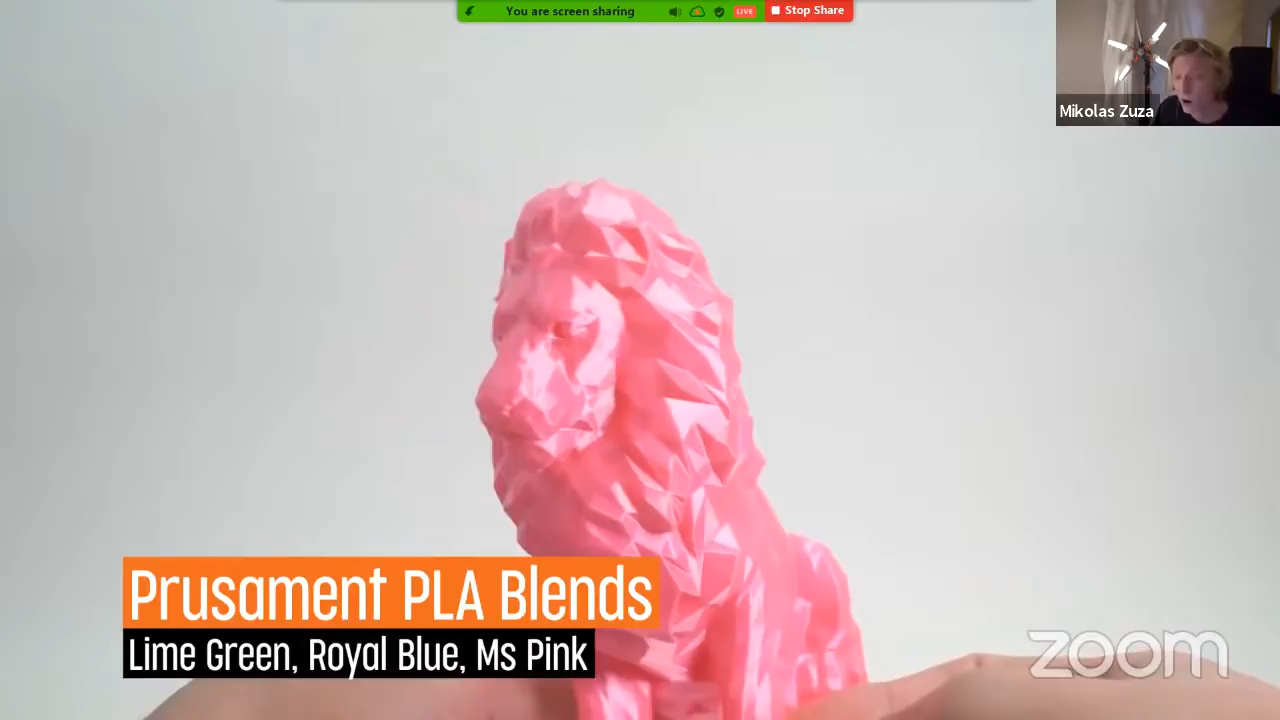 You are screen sharing
LIVE
Stop Share
Mikolas Zuza
Prusament PLA Blends
Lime Green, Royal Blue, Ms Pink
zoom